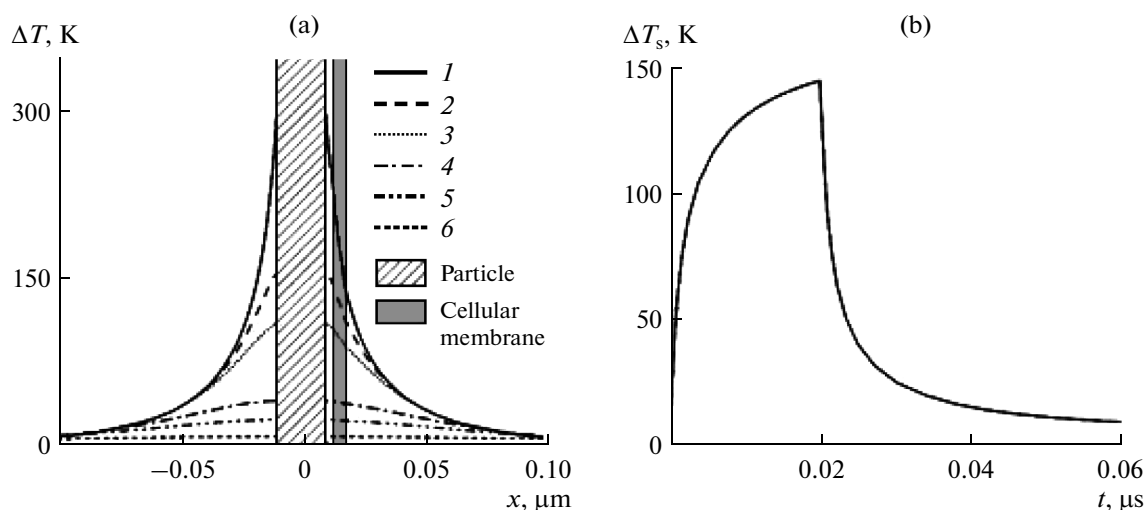 (a)
ΔT, K
300
150
0
−0.05
0
0.05
0.10
x, μm
1
2
3
4
5
6
Particle
Cellular
membrane
(b)
ΔTs, K
150
100
50
0
0.02
0.04
0.06
t, μs